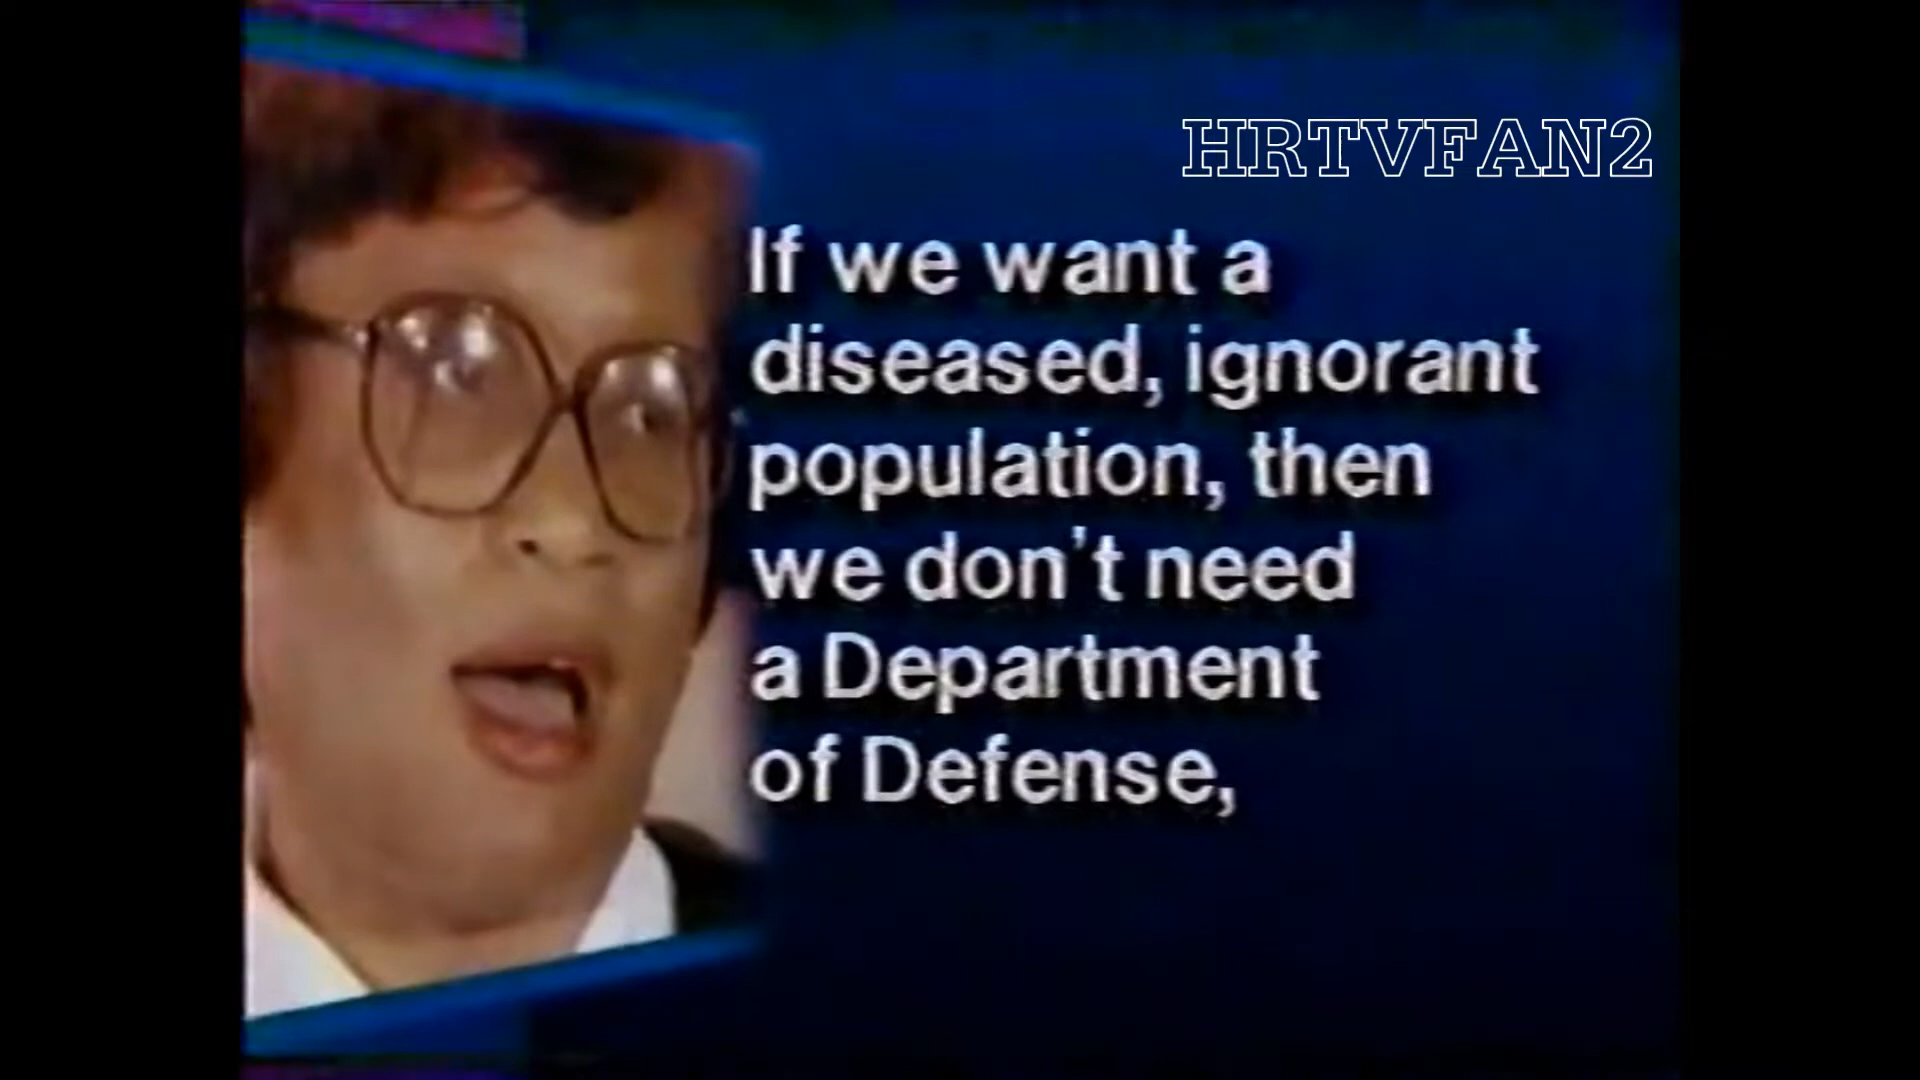 HRTVFAN2
If we want a
diseased, ignorant
population, then
we don't need
a Department
of Defense,